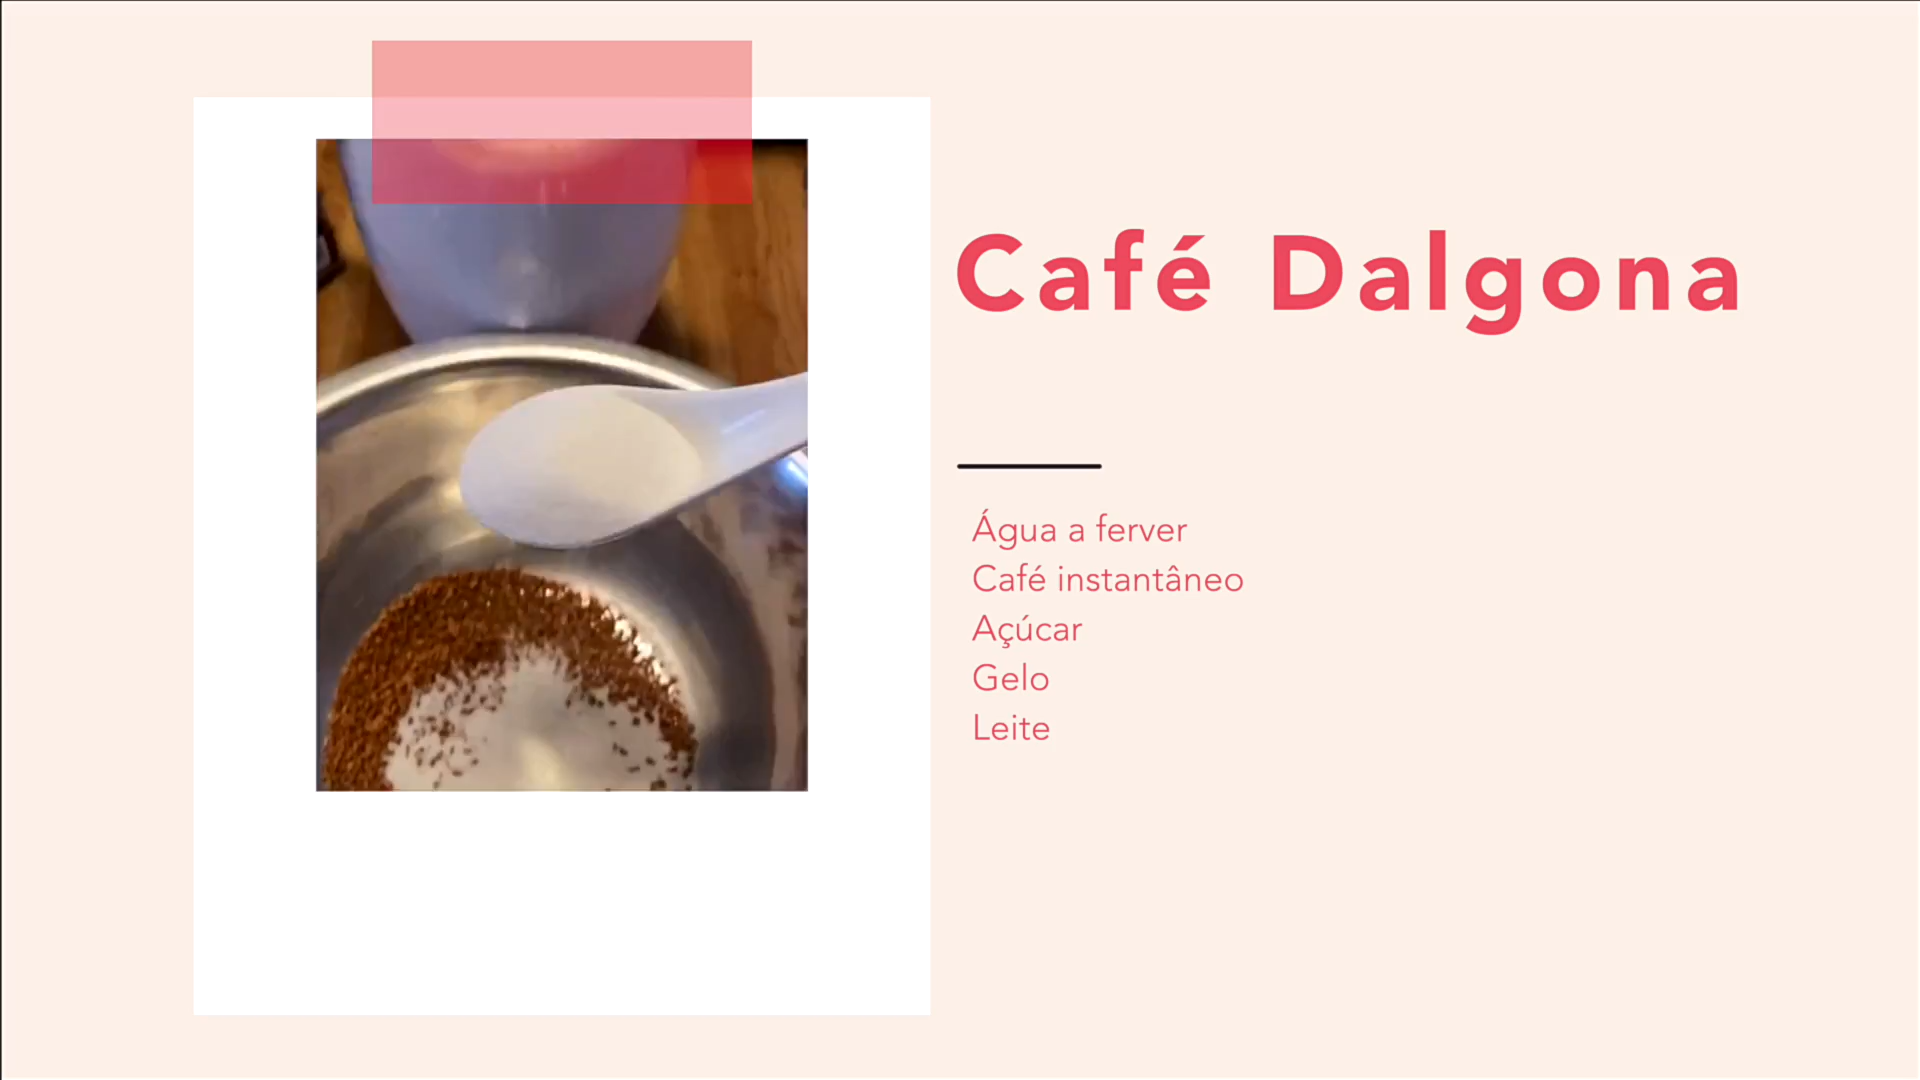 Café Dalgona
Água a ferver
Café instantâneo
Açúcar
Gelo
Leite